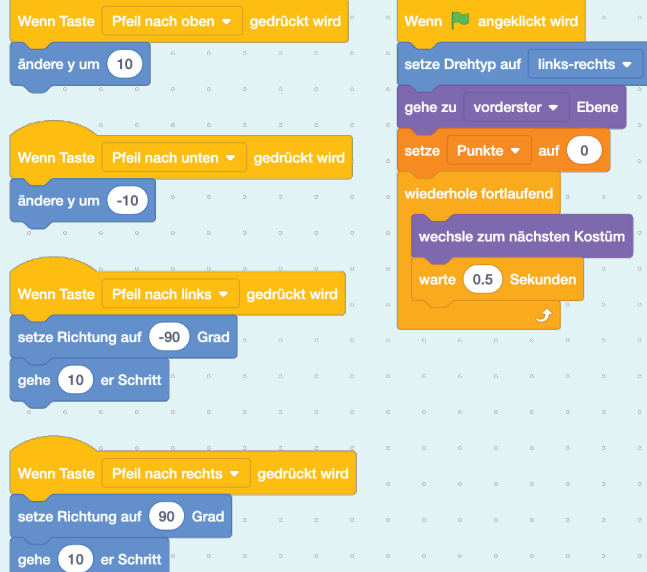 Wenn Taste Pfeil nach oben gedrückt wird
ändere y um 10
Wenn Taste Pfeil nach unten gedrückt wird
ändere y um -10
Wenn Taste Pfeil nach links gedrückt wird
setze Richtung auf -90 Grad
gehe 10 er Schritt
Wenn Taste Pfeil nach rechts gedrückt wird
setze Richtung auf 90 Grad
gehe 10 er Schritt
Wenn angeklickt wird
setze Drehtyp auf links-rechts
gehe zu vorderster Ebene
setze Punkte auf 0
wiederhole fortlaufend
wechsle zum nächsten Kostüm
warte 0.5 Sekunden